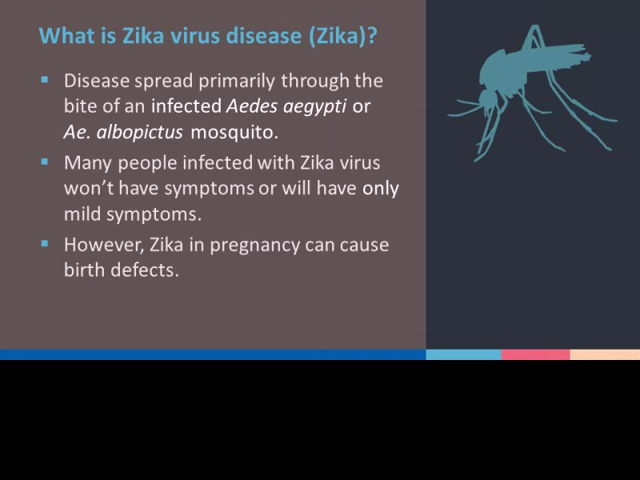 What is Zika virus disease (Zika)?
▪ Disease spread primarily through the
bite of an infected Aedes aegypti or
Ae. albopictus mosquito.
▪ Many people infected with Zika virus
won’t have symptoms or will have only
mild symptoms.
▪ However, Zika in pregnancy can cause
birth defects.